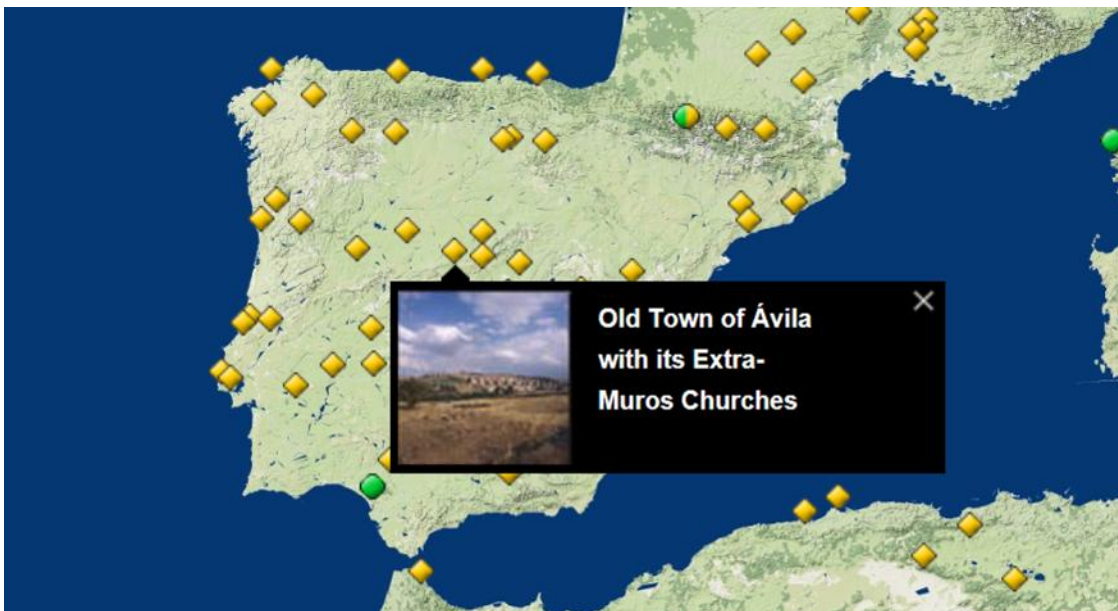 Old Town of Ávila
with its Extra-
Muros Churches